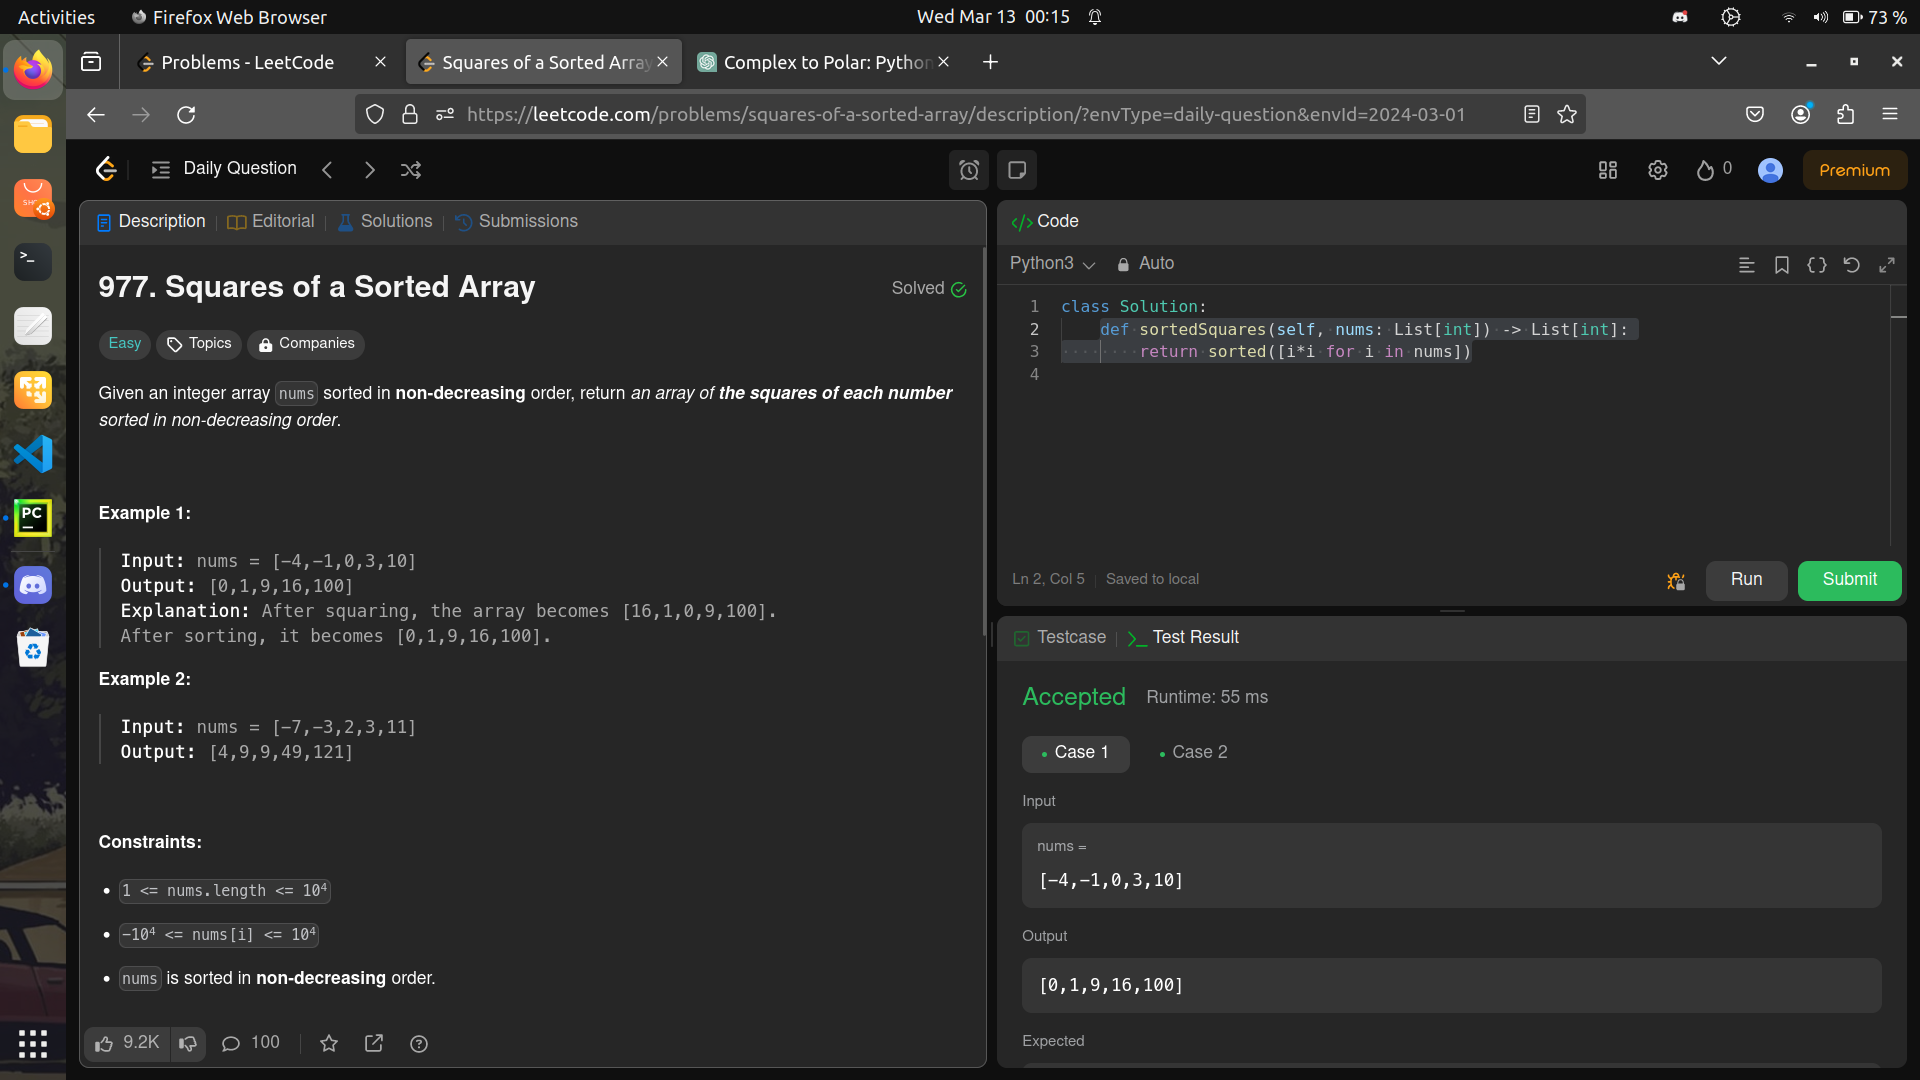 Activities
Firefox Web Browser
Wed Mar 13 00:15
73 %
Problems - LeetCode
Squares of a Sorted Array
Complex to Polar: Python
https://leetcode.com/problems/squares-of-a-sorted-array/description/?envType=daily-question&envId=2024-03-01
Daily Question
0
Premium
Description
Editorial
Solutions
Submissions
977. Squares of a Sorted Array
Solved
Easy
Topics
Companies
Given an integer array nums sorted in non-decreasing order, return an array of the squares of each number
sorted in non-decreasing order.
Example 1:
Input: nums = [-4,-1,0,3,10]
Output: [0,1,9,16,100]
Explanation: After squaring, the array becomes [16,1,0,9,100].
After sorting, it becomes [0,1,9,16,100].
Example 2:
Input: nums = [-7,-3,2,3,11]
Output: [4,9,9,49,121]
Constraints:
• 1 <= nums.length <= 10⁴
• -10⁴ <= nums[i] <= 10⁴
• nums is sorted in non-decreasing order.
9.2K
100
</> Code
Python3
Auto
1 class Solution:
2 def sortedSquares(self, nums: List[int]) -> List[int]:
3 return sorted([i*i for i in nums])
4
Ln 2, Col 5
Saved to local
Run
Submit
Testcase
>_ Test Result
Accepted
Runtime: 55 ms
• Case 1
• Case 2
Input
nums =
[-4,-1,0,3,10]
Output
[0,1,9,16,100]
Expected
PC